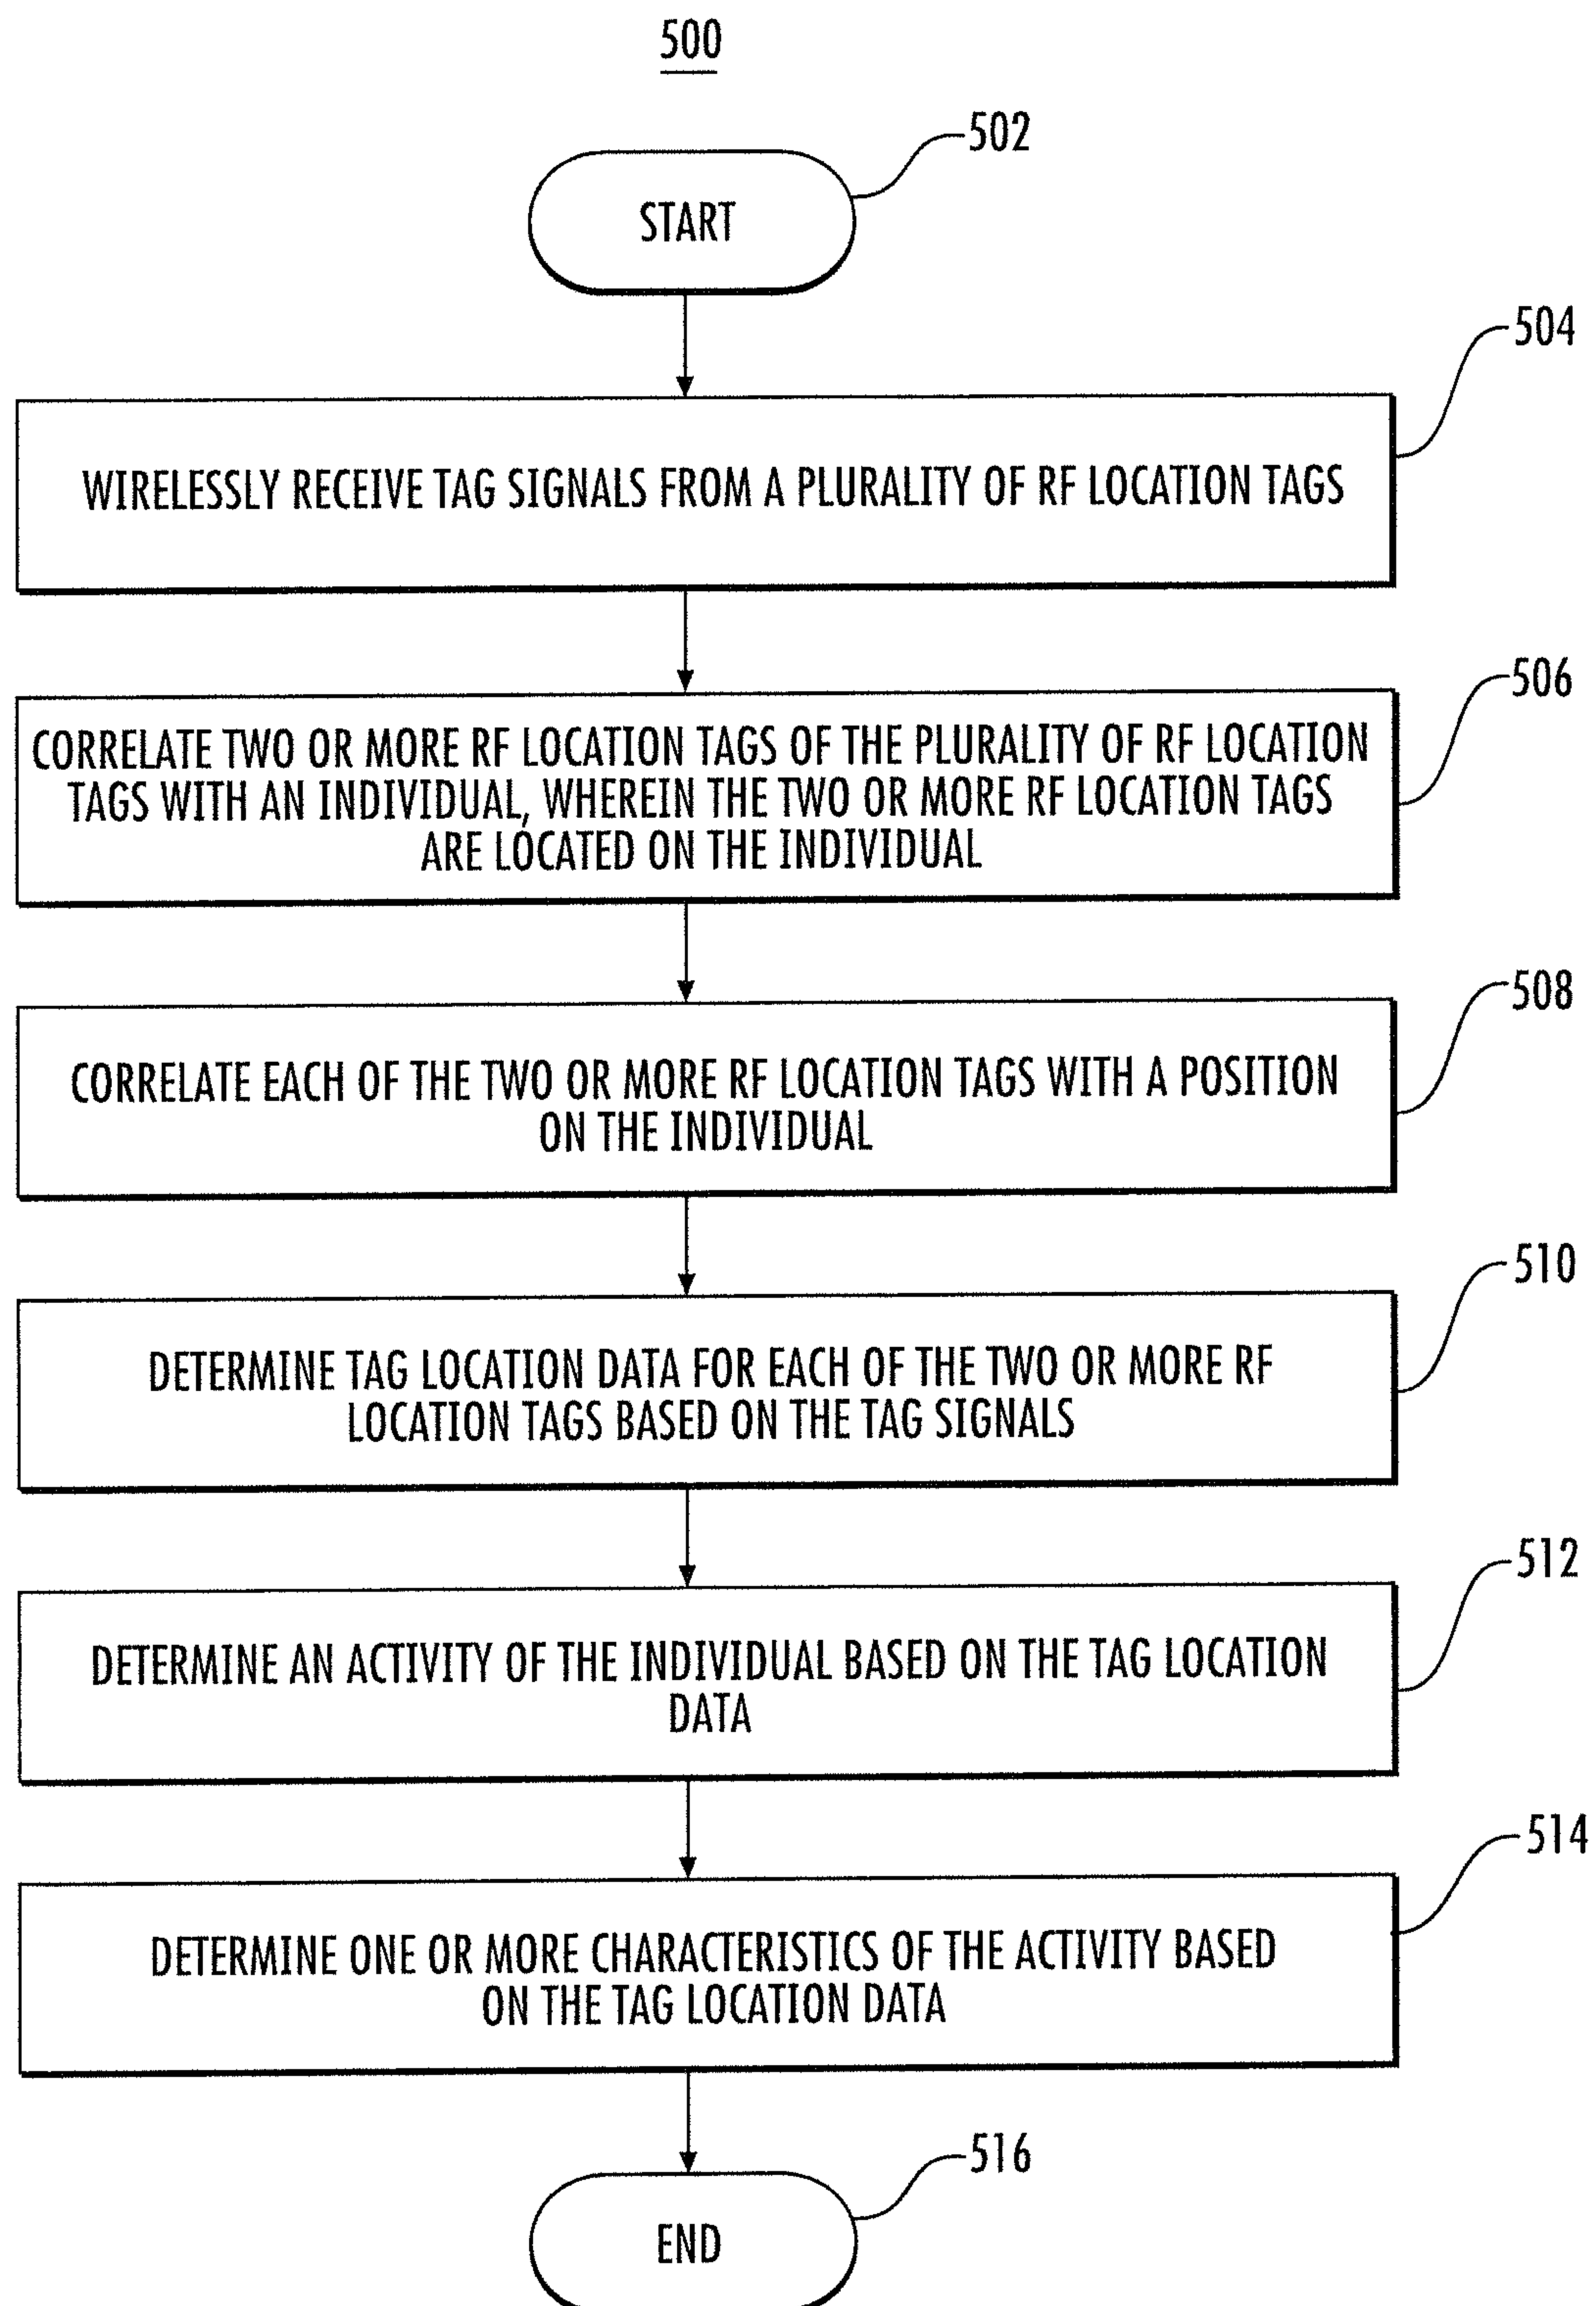 500
502
START
504
WIRELESSLY RECEIVE TAG SIGNALS FROM A PLURALITY OF RF LOCATION TAGS
506
CORRELATE TWO OR MORE RF LOCATION TAGS OF THE PLURALITY OF RF LOCATION
TAGS WITH AN INDIVIDUAL, WHEREIN THE TWO OR MORE RF LOCATION TAGS
ARE LOCATED ON THE INDIVIDUAL
508
CORRELATE EACH OF THE TWO OR MORE RF LOCATION TAGS WITH A POSITION
ON THE INDIVIDUAL
510
DETERMINE TAG LOCATION DATA FOR EACH OF THE TWO OR MORE RF
LOCATION TAGS BASED ON THE TAG SIGNALS
512
DETERMINE AN ACTIVITY OF THE INDIVIDUAL BASED ON THE TAG LOCATION
DATA
514
DETERMINE ONE OR MORE CHARACTERISTICS OF THE ACTIVITY BASED
ON THE TAG LOCATION DATA
516
END